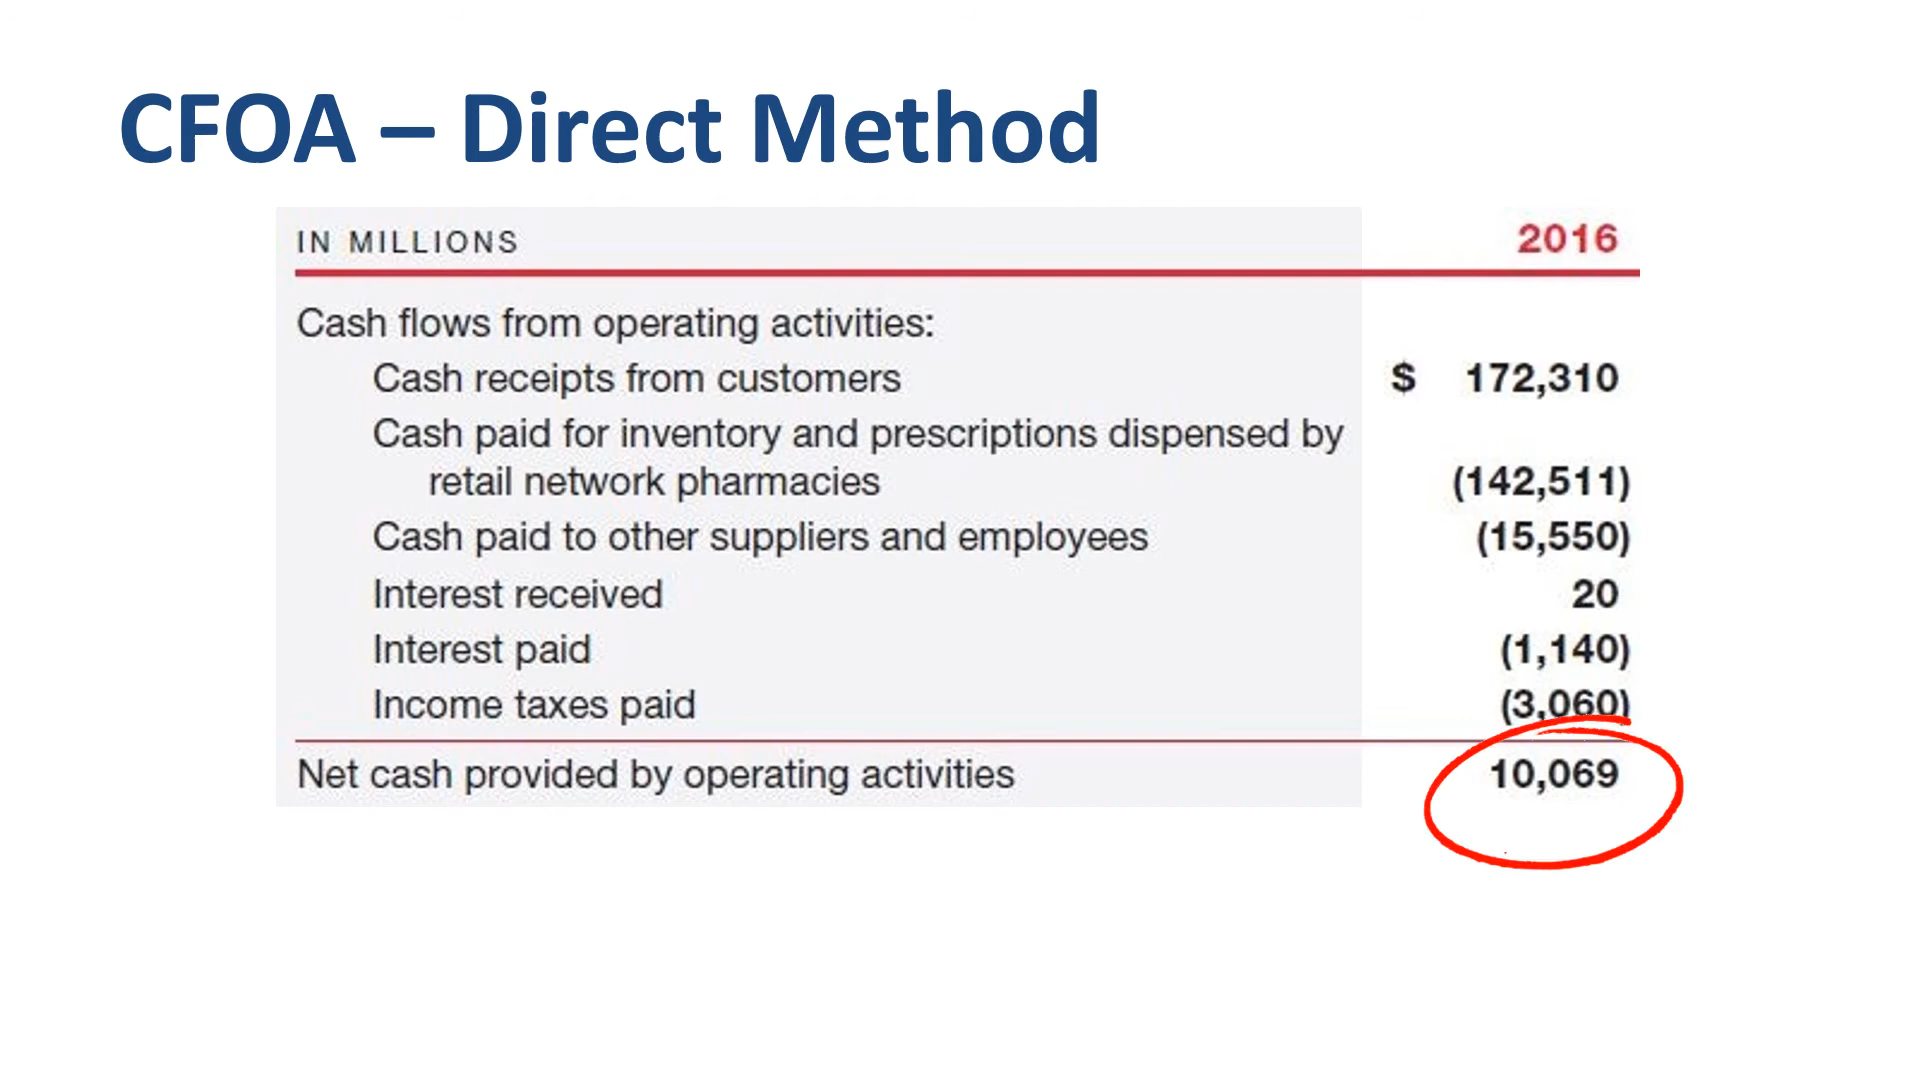 CFOA – Direct Method
IN MILLIONS 2016
Cash flows from operating activities:
Cash receipts from customers $ 172,310
Cash paid for inventory and prescriptions dispensed by
retail network pharmacies (142,511)
Cash paid to other suppliers and employees (15,550)
Interest received 20
Interest paid (1,140)
Income taxes paid (3,060)
Net cash provided by operating activities 10,069